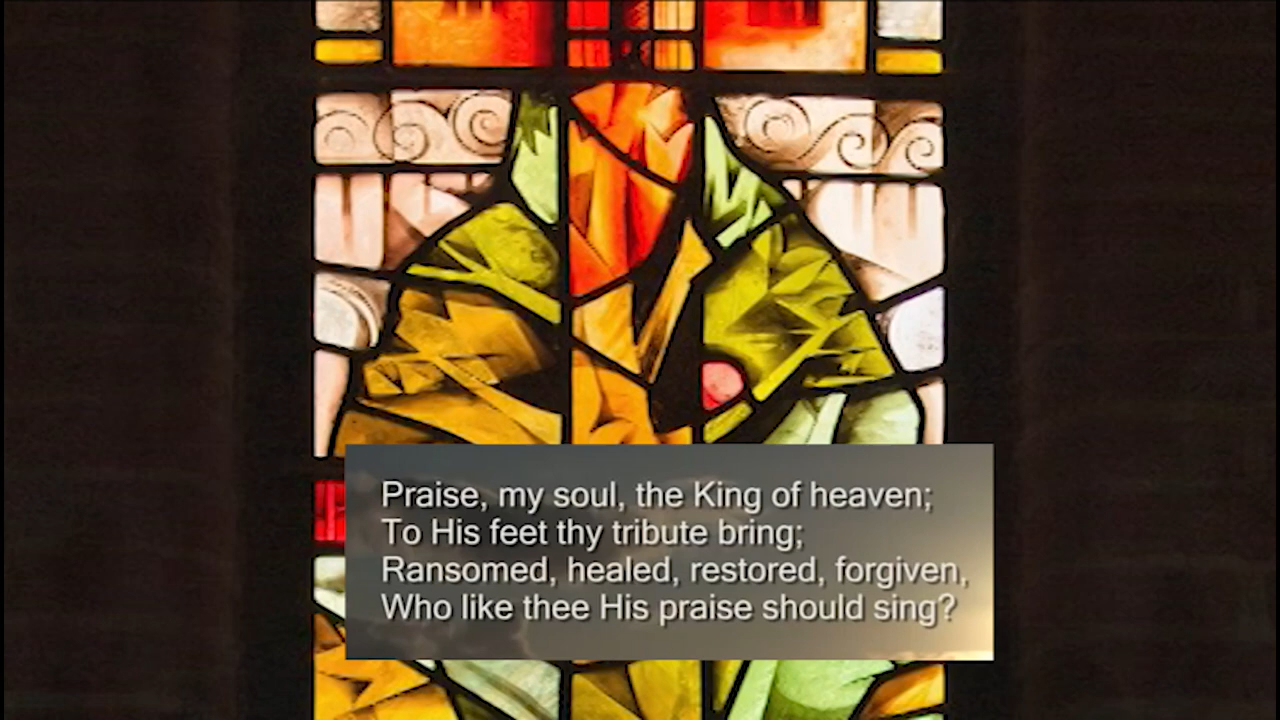 Praise, my soul, the King of heaven;
To His feet thy tribute bring;
Ransomed, healed, restored, forgiven,
Who like thee His praise should sing?